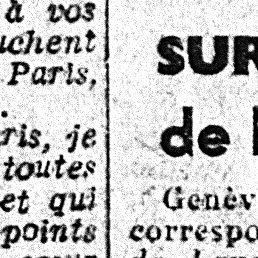 à vos
uchent
Paris,
ris, je
toutes
et qui
points
SUR
de l
Genèv
correspo